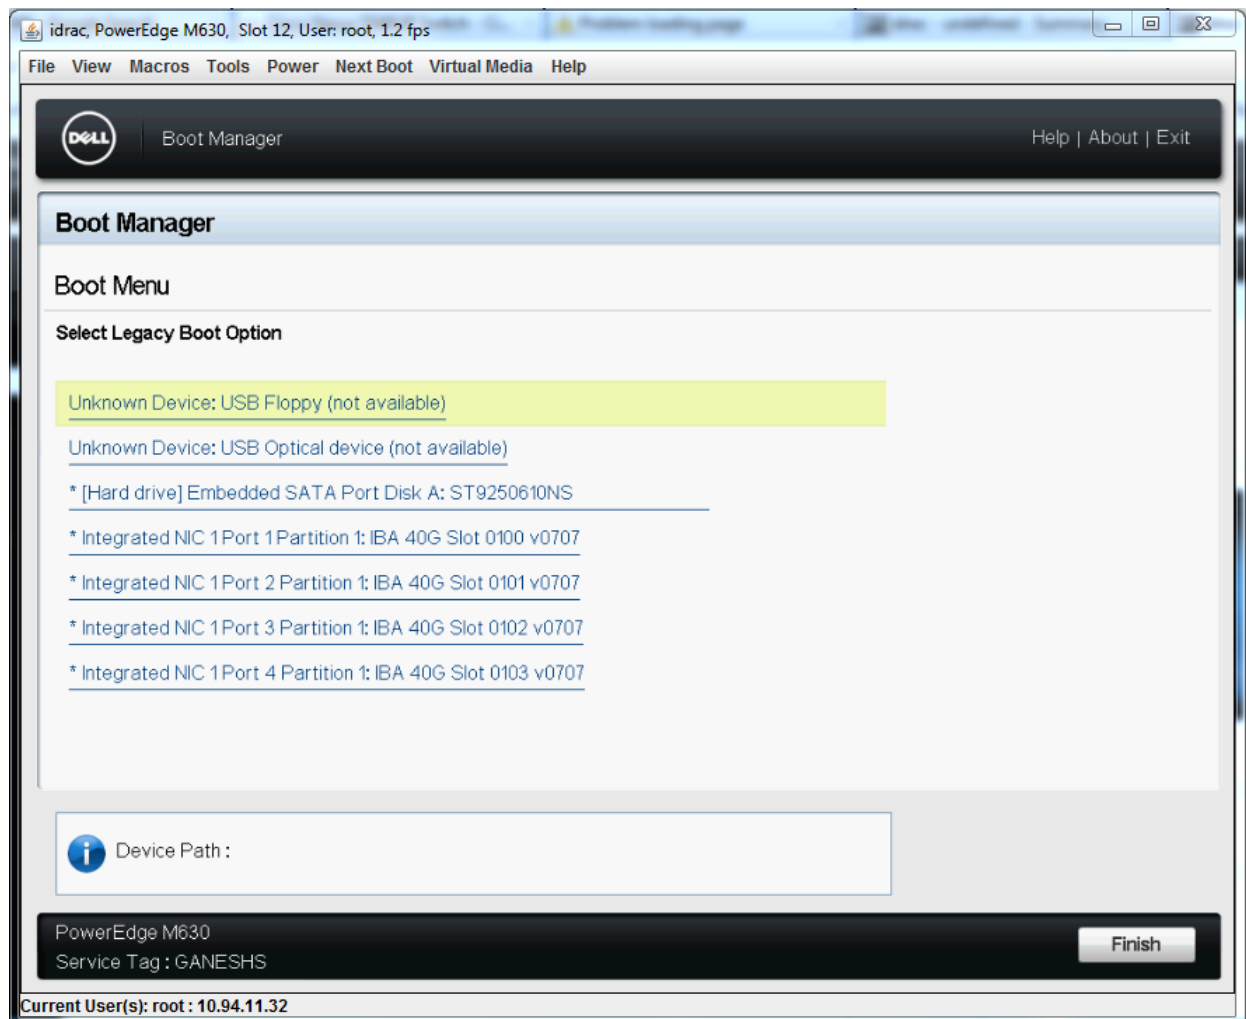 idrac, PowerEdge M630, Slot 12, User: root, 1.2 fps
File View Macros Tools Power Next Boot Virtual Media Help
DELL Boot Manager Help | About | Exit
Boot Manager
Boot Menu
Select Legacy Boot Option
Unknown Device: USB Floppy (not available)
Unknown Device: USB Optical device (not available)
* [Hard drive] Embedded SATA Port Disk A: ST9250610NS
* Integrated NIC 1 Port 1 Partition 1: IBA 40G Slot 0100 v0707
* Integrated NIC 1 Port 2 Partition 1: IBA 40G Slot 0101 v0707
* Integrated NIC 1 Port 3 Partition 1: IBA 40G Slot 0102 v0707
* Integrated NIC 1 Port 4 Partition 1: IBA 40G Slot 0103 v0707
Device Path :
PowerEdge M630
Service Tag : GANESHS
Finish
Current User(s): root : 10.94.11.32